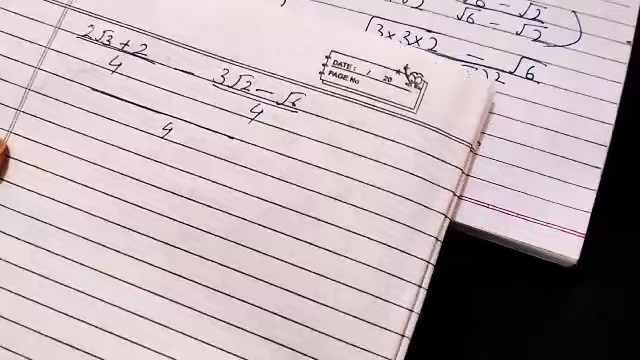 √6 - √2
√6 - √2
√3×3×2 - √6
2
2√3 + 2 - 3√2 - √6
4 4
4
DATE: / 20
PAGE No